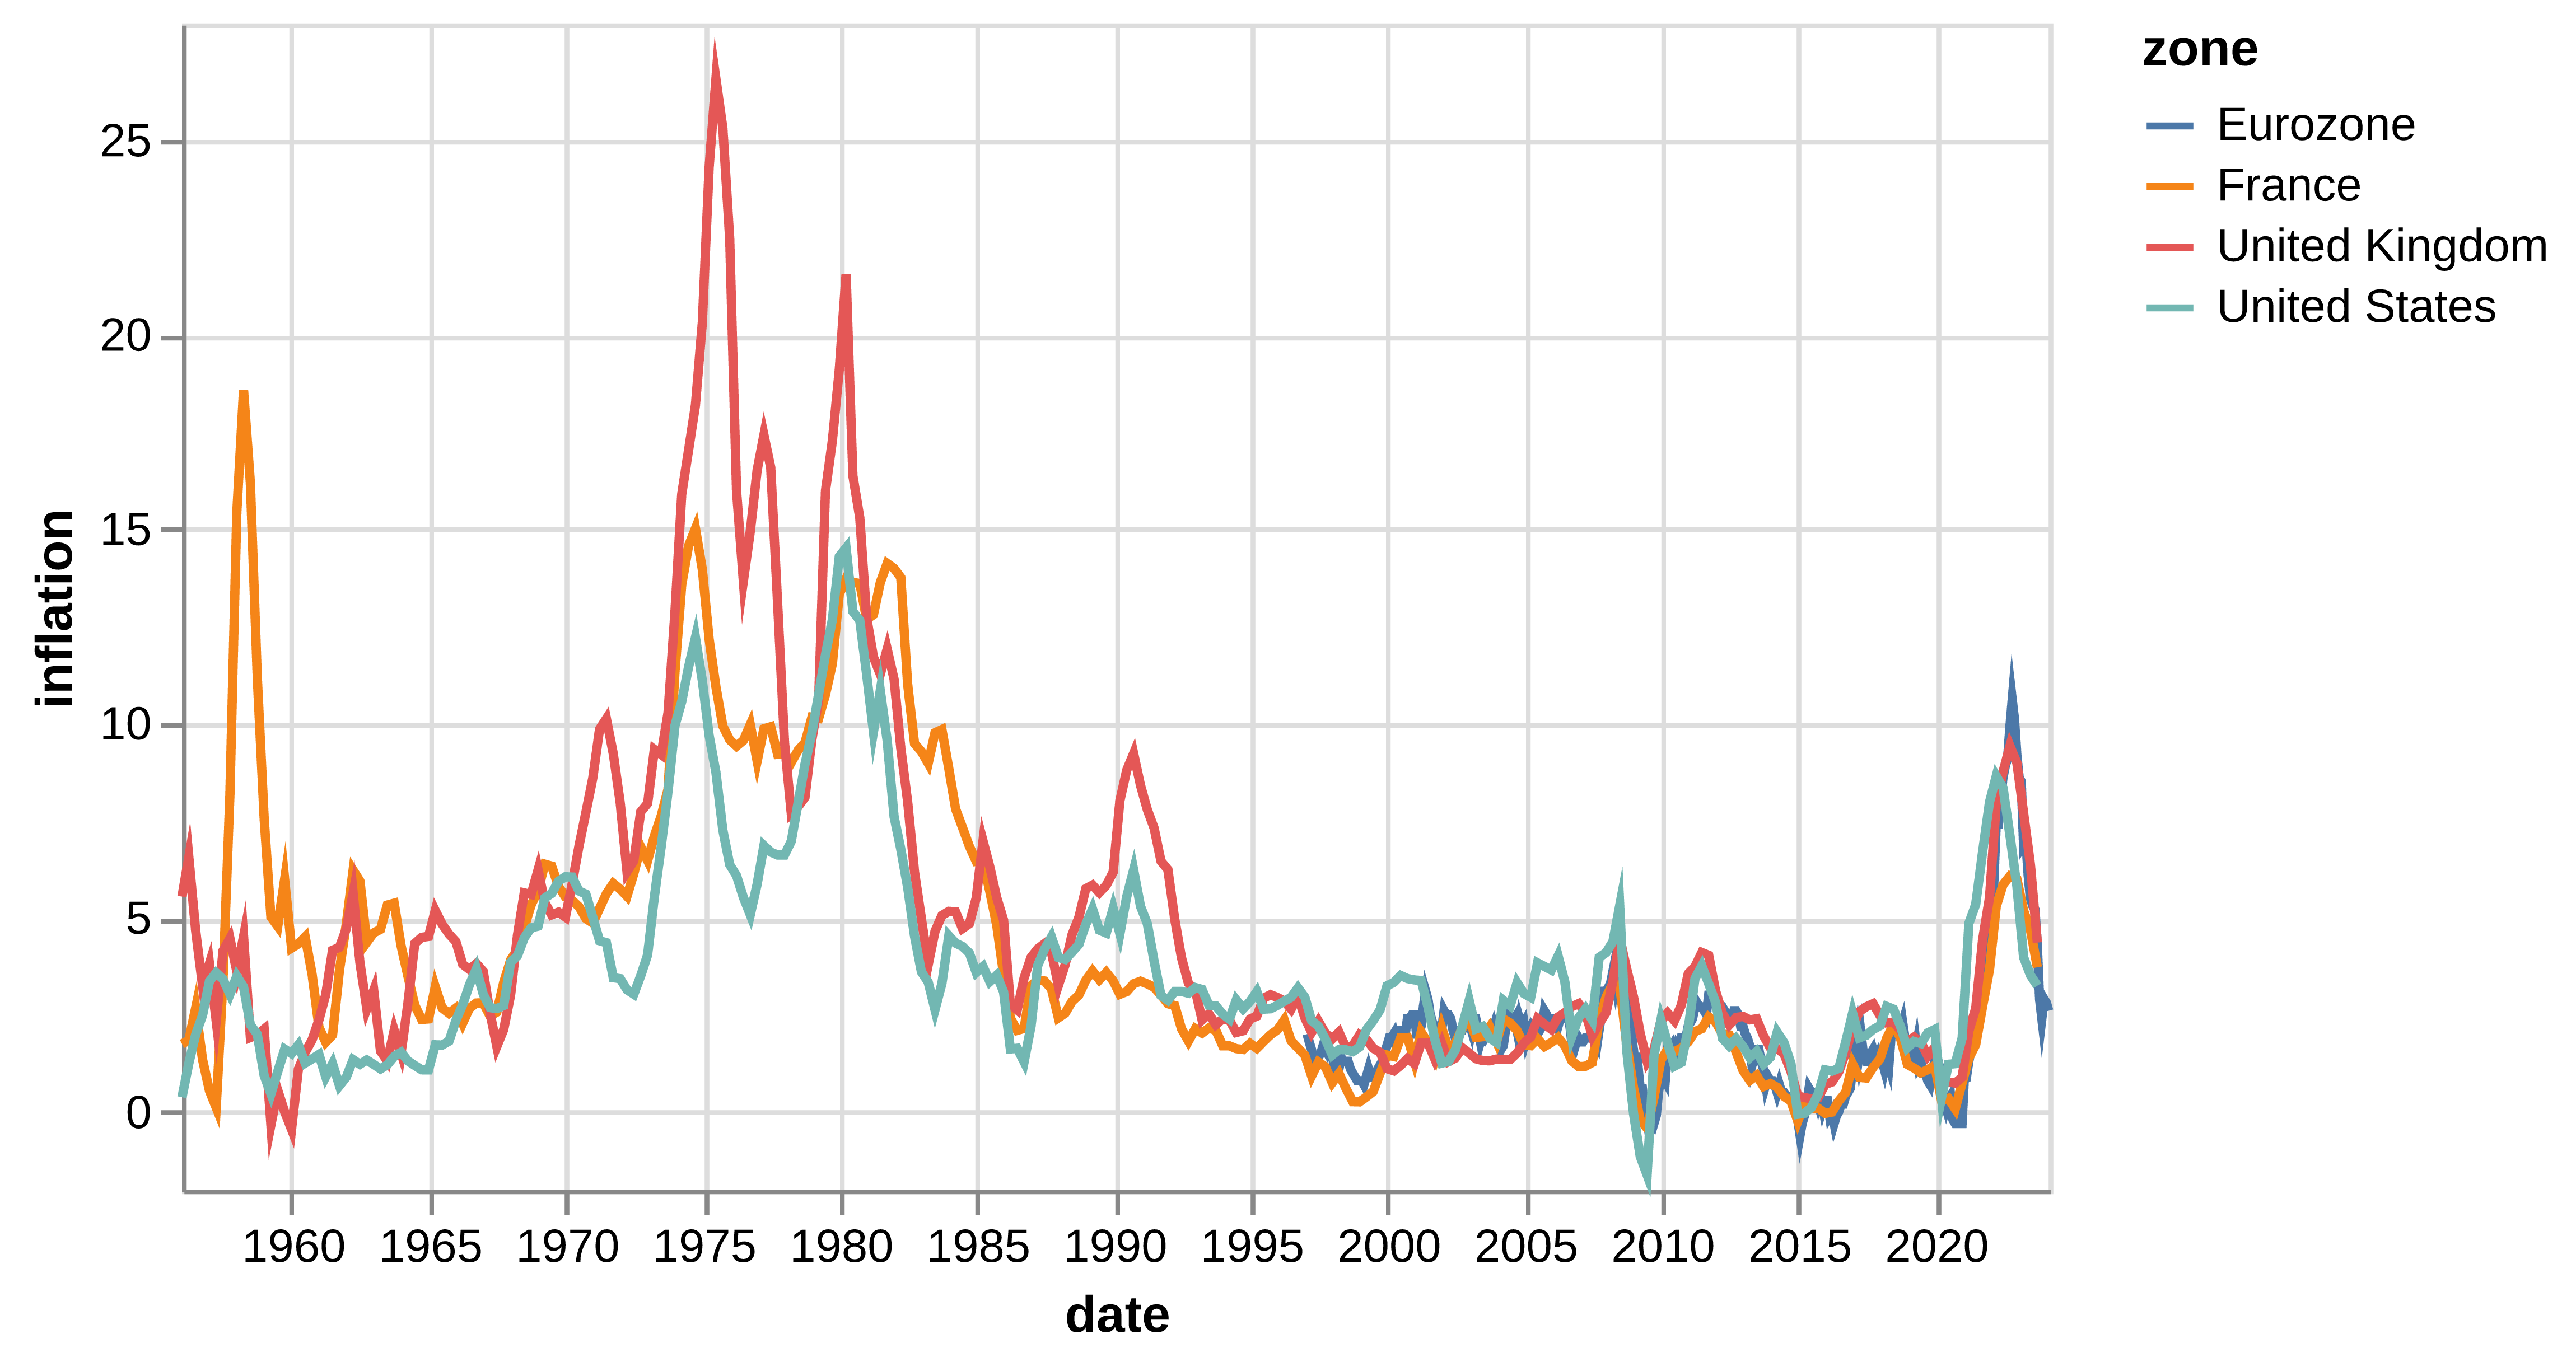 zone
Eurozone
France
United Kingdom
United States
inflation
25
20
15
10
5
0
1960 1965 1970 1975 1980 1985 1990 1995 2000 2005 2010 2015 2020
date